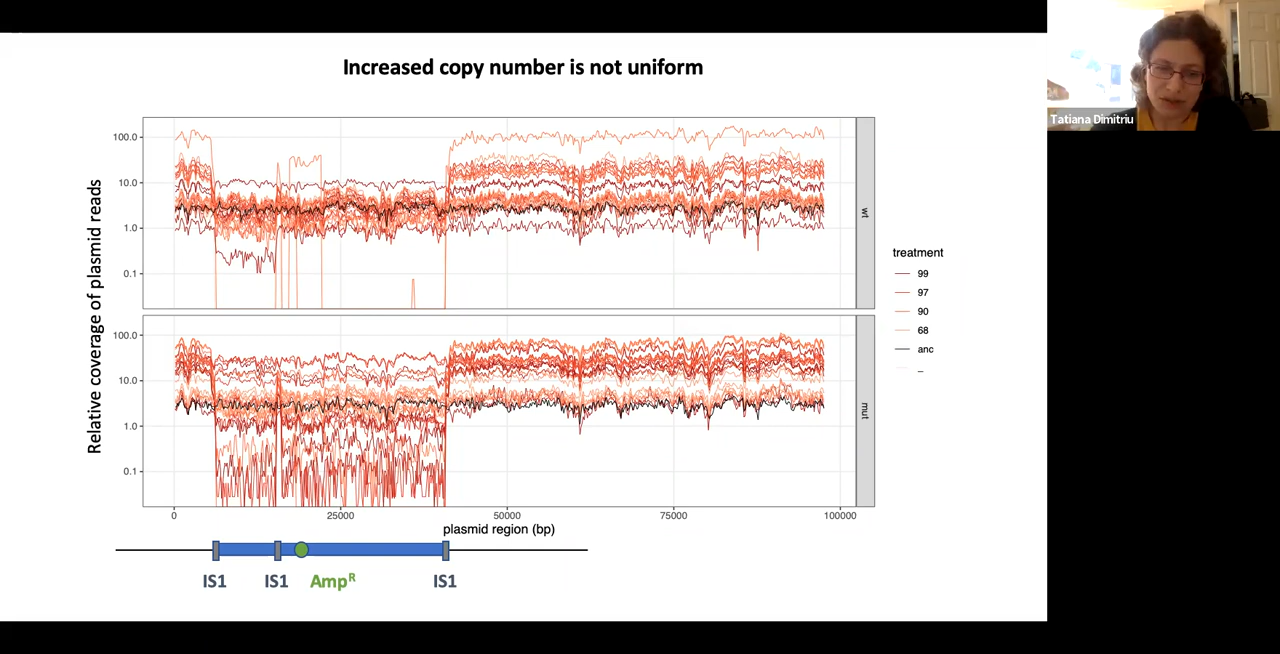 Increased copy number is not uniform
Tatiana Dimitriu
Relative coverage of plasmid reads
100.0
10.0
1.0
0.1
wt
100.0
10.0
1.0
0.1
mut
0 25000 50000 75000 100000
plasmid region (bp)
treatment
99
97
90
68
anc
_
IS1 IS1 Amp^R IS1